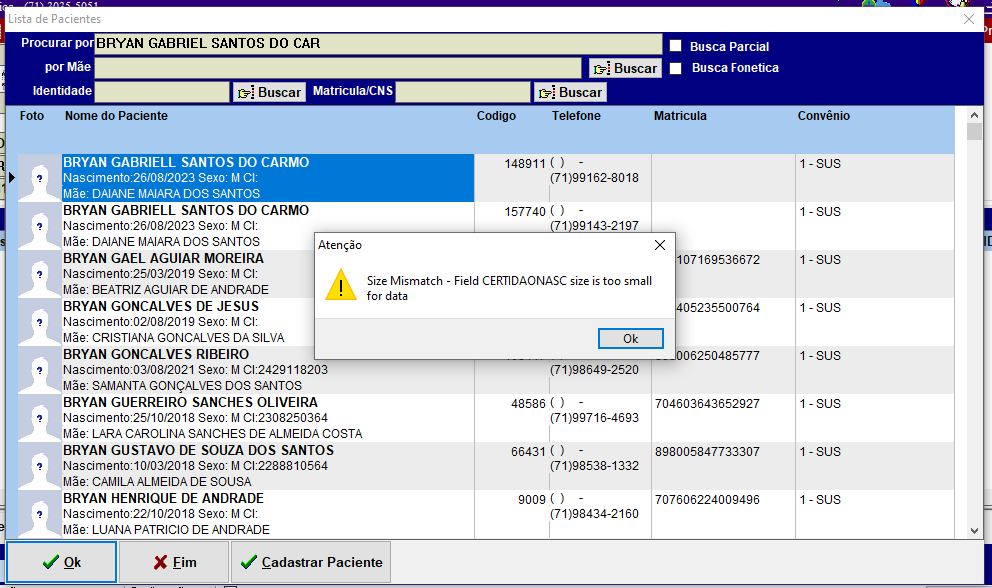 (71) 3035-5051
Lista de Pacientes
Procurar por BRYAN GABRIEL SANTOS DO CAR
Busca Parcial
por Mãe
Buscar
Busca Fonetica
Identidade
Buscar
Matricula/CNS
Buscar
Foto Nome do Paciente Codigo Telefone Matricula Convênio
BRYAN GABRIELL SANTOS DO CARMO
148911 ( ) - 1 - SUS
Nascimento:26/08/2023 Sexo: M CI:
(71)99162-8018
Mãe: DAIANE MAIARA DOS SANTOS
BRYAN GABRIELL SANTOS DO CARMO
157740 ( ) - 1 - SUS
Nascimento:26/08/2023 Sexo: M CI:
(71)99143-2197
Mãe: DAIANE MAIARA DOS SANTOS
Atenção
Size Mismatch - Field CERTIDAONASC size is too small
for data
Ok
BRYAN GAEL AGUIAR MOREIRA
107169536672 1 - SUS
Nascimento:25/03/2019 Sexo: M CI:
Mãe: BEATRIZ AGUIAR DE ANDRADE
BRYAN GONCALVES DE JESUS
405235500764 1 - SUS
Nascimento:02/08/2019 Sexo: M CI:
Mãe: CRISTIANA GONCALVES DA SILVA
BRYAN GONCALVES RIBEIRO
006250485777 1 - SUS
Nascimento:03/08/2021 Sexo: M CI:2429118203
(71)98649-2520
Mãe: SAMANTA GONÇALVES DOS SANTOS
BRYAN GUERREIRO SANCHES OLIVEIRA
48586 ( ) - 704603643652927 1 - SUS
Nascimento:25/10/2018 Sexo: M CI:2308250364
(71)99716-4693
Mãe: LARA CAROLINA SANCHES DE ALMEIDA COSTA
BRYAN GUSTAVO DE SOUZA DOS SANTOS
66431 ( ) - 898005847733307 1 - SUS
Nascimento:10/03/2018 Sexo: M CI:2288810564
(71)98538-1332
Mãe: CAMILA ALMEIDA DE SOUSA
BRYAN HENRIQUE DE ANDRADE
9009 ( ) - 707606224009496 1 - SUS
Nascimento:22/10/2018 Sexo: M CI:
(71)98434-2160
Mãe: LUANA PATRICIO DE ANDRADE
Ok
Fim
Cadastrar Paciente